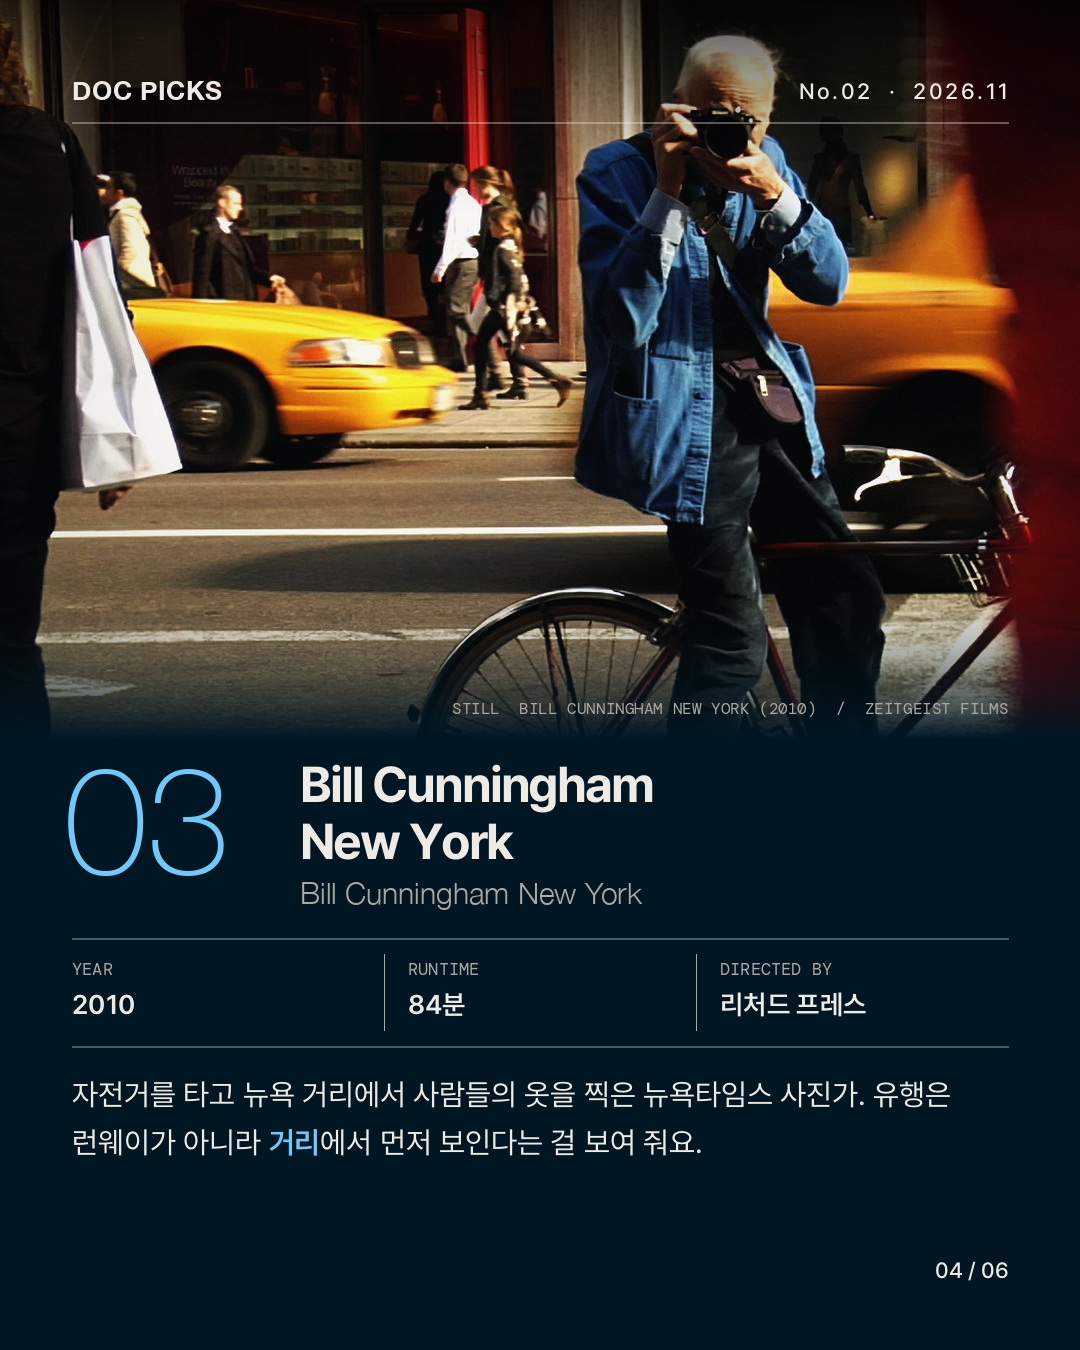 DOC PICKS
No.02 · 2026.11
Wrapped in
Beauty
STILL BILL CUNNINGHAM NEW YORK (2010) / ZEITGEIST FILMS
03
Bill Cunningham
New York
Bill Cunningham New York
YEAR
RUNTIME
DIRECTED BY
2010
84분
리처드 프레스
자전거를 타고 뉴욕 거리에서 사람들의 옷을 찍은 뉴욕타임스 사진가. 유행은
런웨이가 아니라 거리에서 먼저 보인다는 걸 보여 줘요.
04 / 06